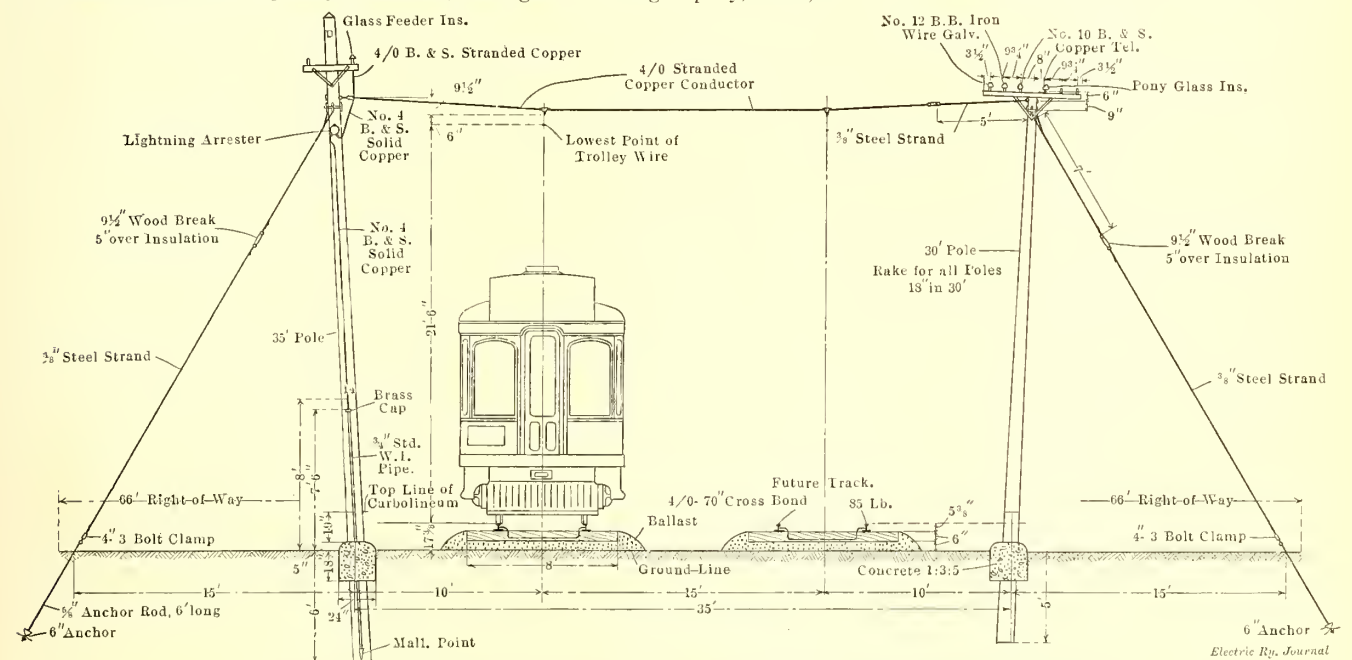 Glass Feeder Ins.
4/0 B. & S. Stranded Copper
9½"
4/0 Stranded
Copper Conductor
No. 12 B.B. Iron
Wire Galv.
3½"
9¾"
8"
No. 10 B. & S.
Copper Tel.
9¾"
3½"
Pony Glass Ins.
6"
9"
5'
⅜" Steel Strand
Lightning Arrester
No. 4
B. & S.
Solid
Copper
6"
Lowest Point of
Trolley Wire
9½" Wood Break
5" over Insulation
No. 4
B. & S.
Solid
Copper
21'-6"
30' Pole
Rake for all Poles
18" in 30'
9½" Wood Break
5" over Insulation
35' Pole
⅜" Steel Strand
Brass
Cap
⅜" Steel Strand
¾" Std.
W.I.
Pipe.
8'
7'-6"
66' Right-of-Way
Top Line of
Carbolineum
Future Track.
4/0-70" Cross Bond
85 Lb.
66' Right-of-Way
5⅜"
6"
Ballast
4"- 3 Bolt Clamp
4"- 3 Bolt Clamp
5"
18"
8'
Ground-Line
Concrete 1:3:5
15'
10'
15'
10'
15'
35'
⅝" Anchor Rod, 6' long
24"
6'
6'
6" Anchor
Mall. Point
6" Anchor
Electric Ry. Journal